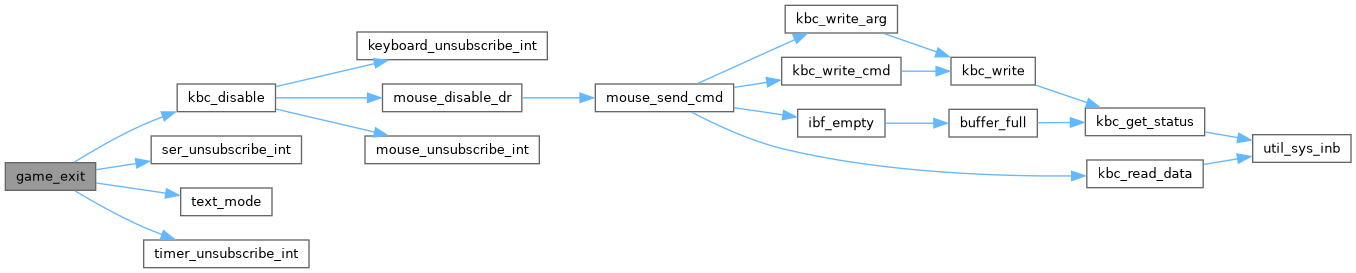 game_exit
kbc_disable
ser_unsubscribe_int
text_mode
timer_unsubscribe_int
keyboard_unsubscribe_int
mouse_disable_dr
mouse_unsubscribe_int
mouse_send_cmd
kbc_write_arg
kbc_write_cmd
ibf_empty
kbc_write
buffer_full
kbc_get_status
kbc_read_data
util_sys_inb